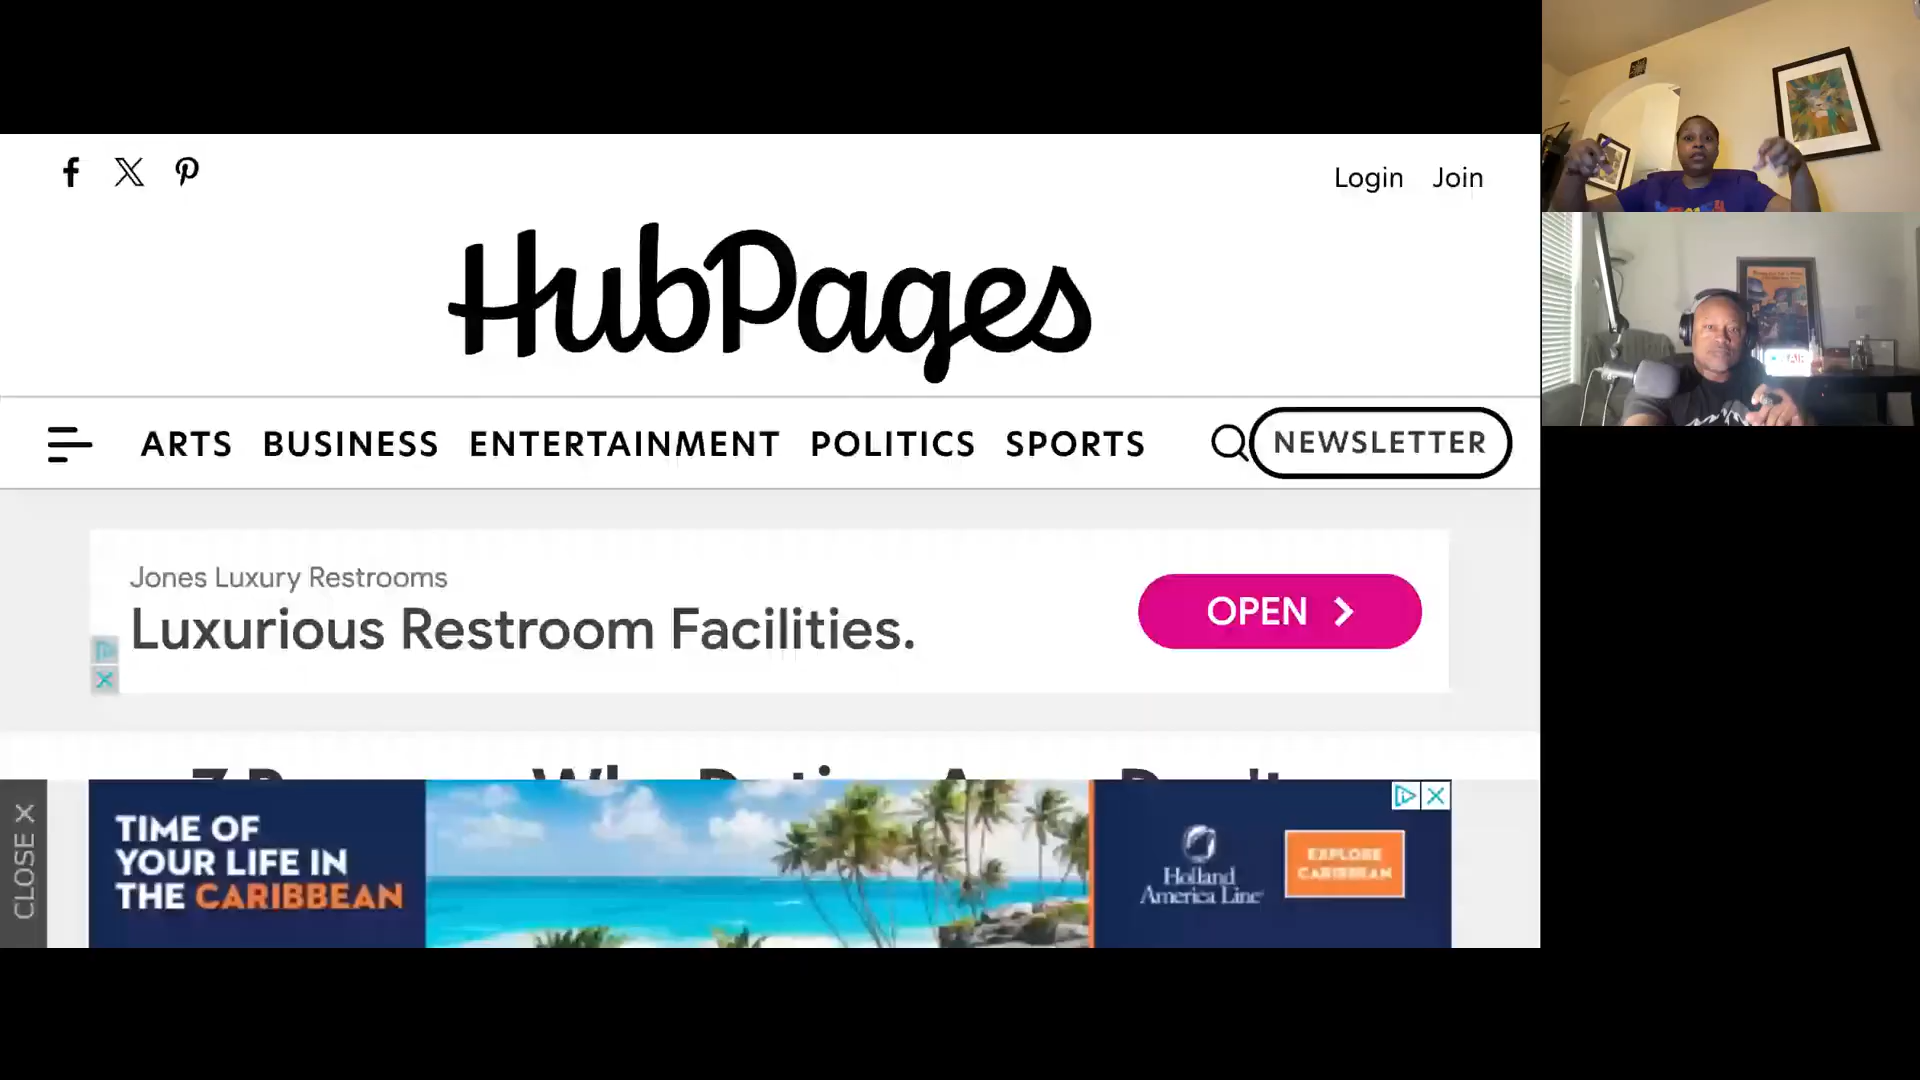 Login Join
HubPages
ARTS BUSINESS ENTERTAINMENT POLITICS SPORTS
NEWSLETTER
Jones Luxury Restrooms
Luxurious Restroom Facilities.
OPEN
CLOSE X
TIME OF
YOUR LIFE IN
THE CARIBBEAN
Holland
America Line
EXPLORE
CARIBBEAN